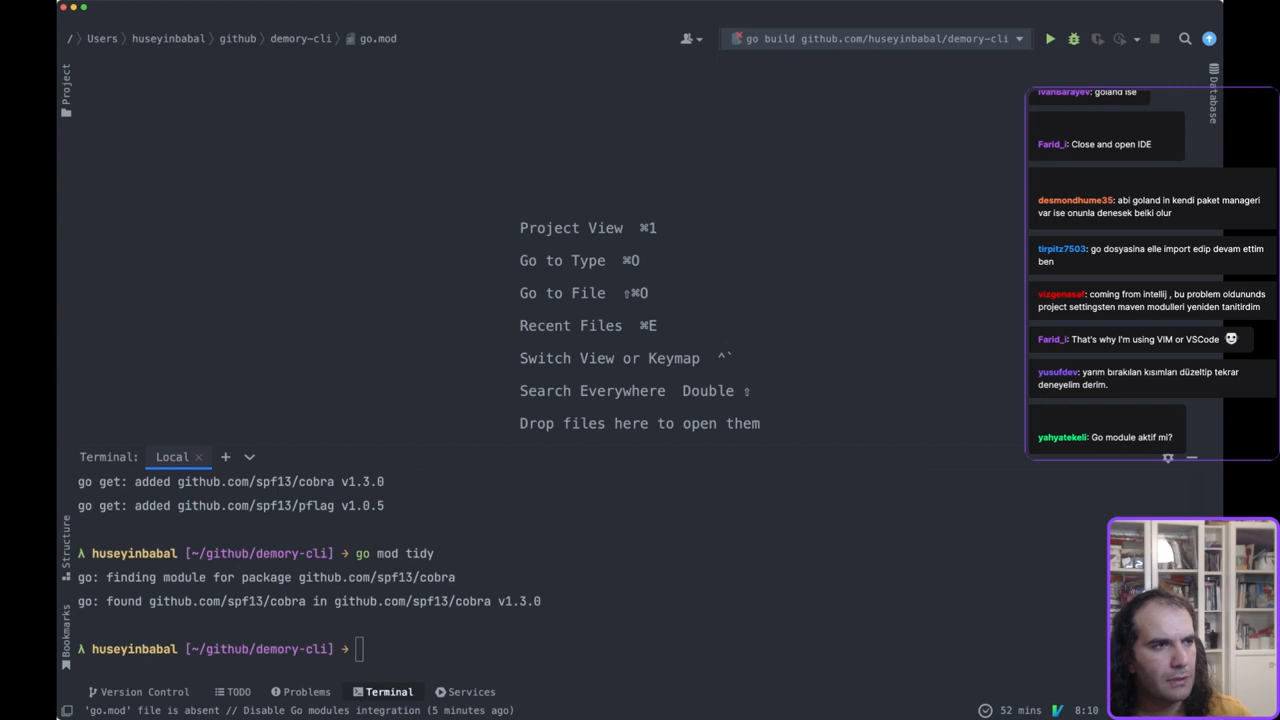 / Users huseyinbabal github demory-cli go.mod
go build github.com/huseyinbabal/demory-cli
Project
Database
IvanBarayev: goland ise
Farid_i: Close and open IDE
desmondhume35: abi goland in kendi paket manageri
var ise onunla denesek belki olur
tirpitz7503: go dosyasina elle import edip devam ettim
ben
vizgenasaf: coming from intellij , bu problem oldununds
project settingsten maven modulleri yeniden tanitirdim
Farid_i: That's why I'm using VIM or VSCode
yusufdev: yarım bırakılan kısımları düzeltip tekrar
deneyelim derim.
yahyatekeli: Go module aktif mi?
Project View ⌘1
Go to Type ⌘O
Go to File ⇧⌘O
Recent Files ⌘E
Switch View or Keymap ^`
Search Everywhere Double ⇧
Drop files here to open them
Terminal: Local × +
go get: added github.com/spf13/cobra v1.3.0
go get: added github.com/spf13/pflag v1.0.5
λ huseyinbabal [~/github/demory-cli] → go mod tidy
go: finding module for package github.com/spf13/cobra
go: found github.com/spf13/cobra in github.com/spf13/cobra v1.3.0
λ huseyinbabal [~/github/demory-cli] →
Structure
Bookmarks
Version Control TODO Problems Terminal Services
'go.mod' file is absent // Disable Go modules integration (5 minutes ago)
52 mins 8:10